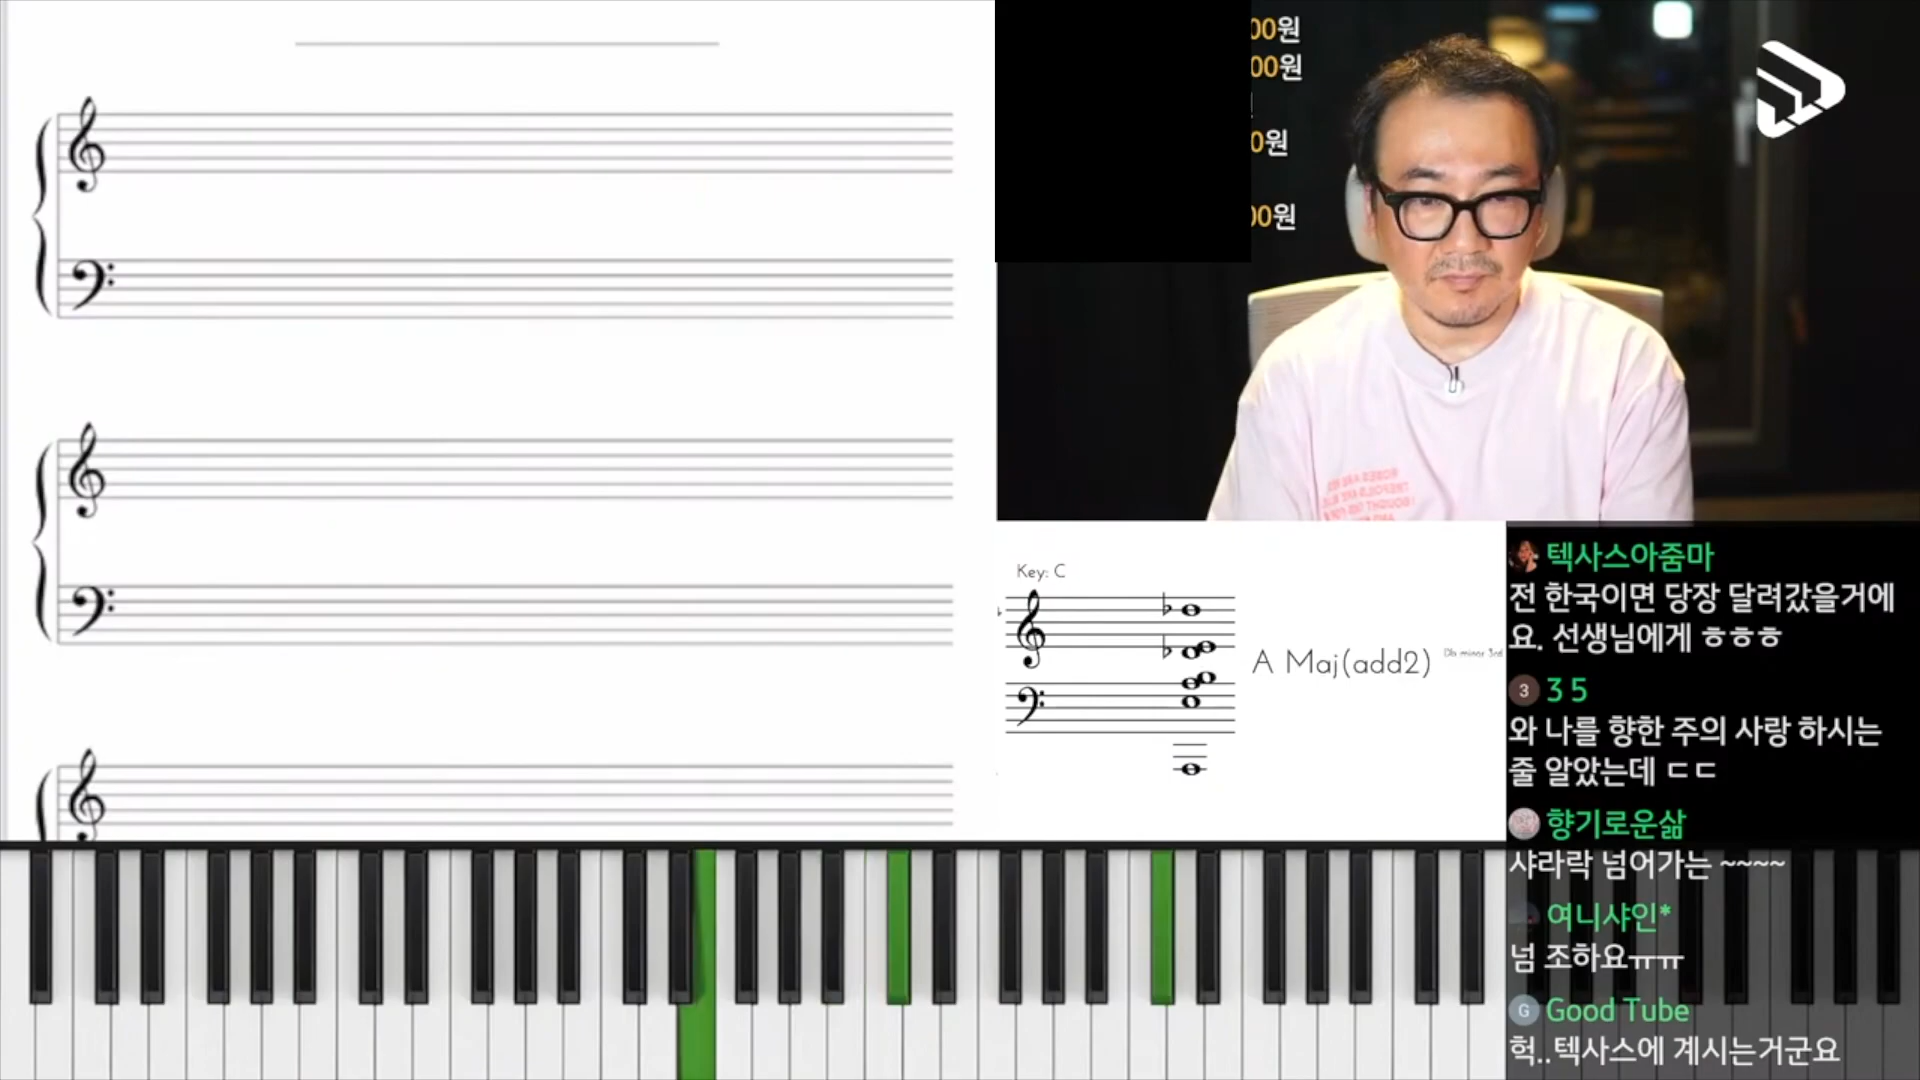 00원
00원
0원
00원
Key: C
A Maj(add2)
텍사스아줌마
전 한국이면 당장 달려갔을거에
요. 선생님에게 ㅎㅎㅎ
3 3 5
와 나를 향한 주의 사랑 하시는
줄 알았는데 ㄷㄷ
향기로운삶
샤라락 넘어가는 ~~~~
여니샤인*
넘 조하요ㅠㅠ
G Good Tube
헉..텍사스에 계시는거군요